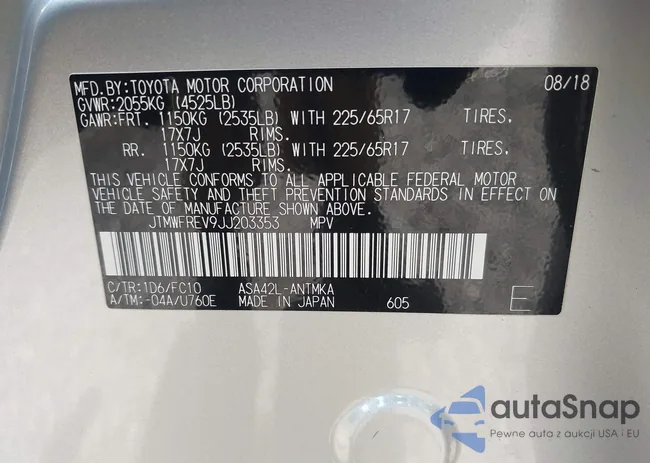 MFD.BY:TOYOTA MOTOR CORPORATION 08/18
GVWR:2055KG (4525LB)
GAWR:FRT. 1150KG (2535LB) WITH 225/65R17 TIRES,
17X7J RIMS.
RR. 1150KG (2535LB) WITH 225/65R17 TIRES,
17X7J RIMS.
THIS VEHICLE CONFORMS TO ALL APPLICABLE FEDERAL MOTOR
VEHICLE SAFETY AND THEFT PREVENTION STANDARDS IN EFFECT ON
THE DATE OF MANUFACTURE SHOWN ABOVE.
JTMWFREV9JJ203353 MPV
C/TR:1D6/FC10 ASA42L-ANTMKA
A/TM:-04A/U760E MADE IN JAPAN 605 E
autaSnap
Pewne auta z aukcji USA i EU